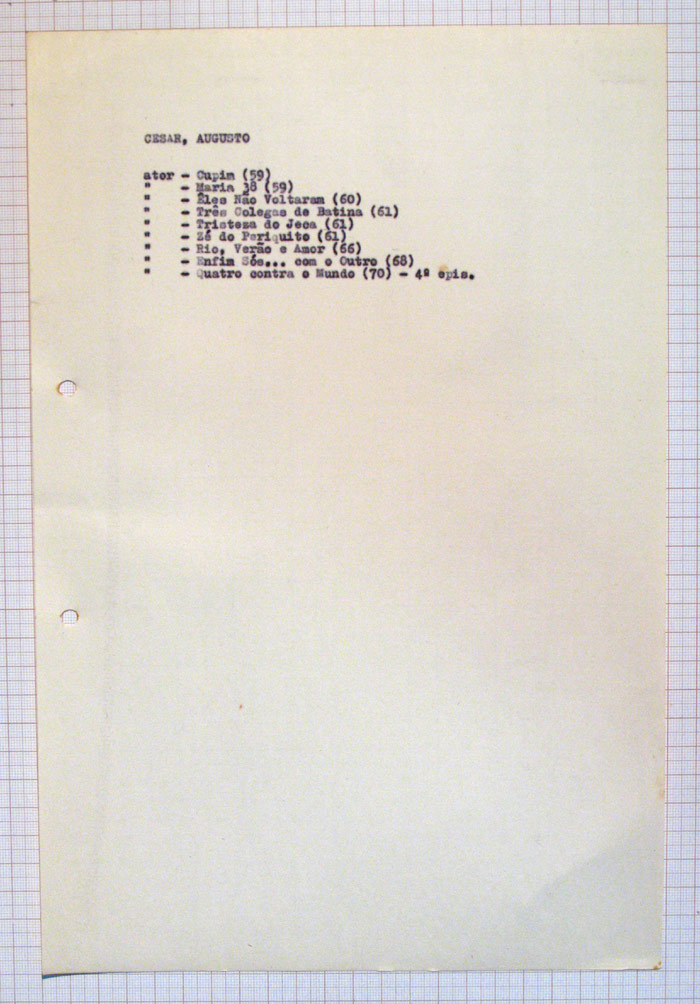 CESAR, AUGUSTO
ator - Cupim (59)
" - Maria 38 (59)
" - Êles Não Voltaram (60)
" - Três Colegas de Batina (61)
" - Tristeza do Jeca (61)
" - Zé do Periquito (61)
" - Rio, Verão e Amor (66)
" - Enfim Sós... com o Outro (68)
" - Quatro contra o Mundo (70) - 4º epis.